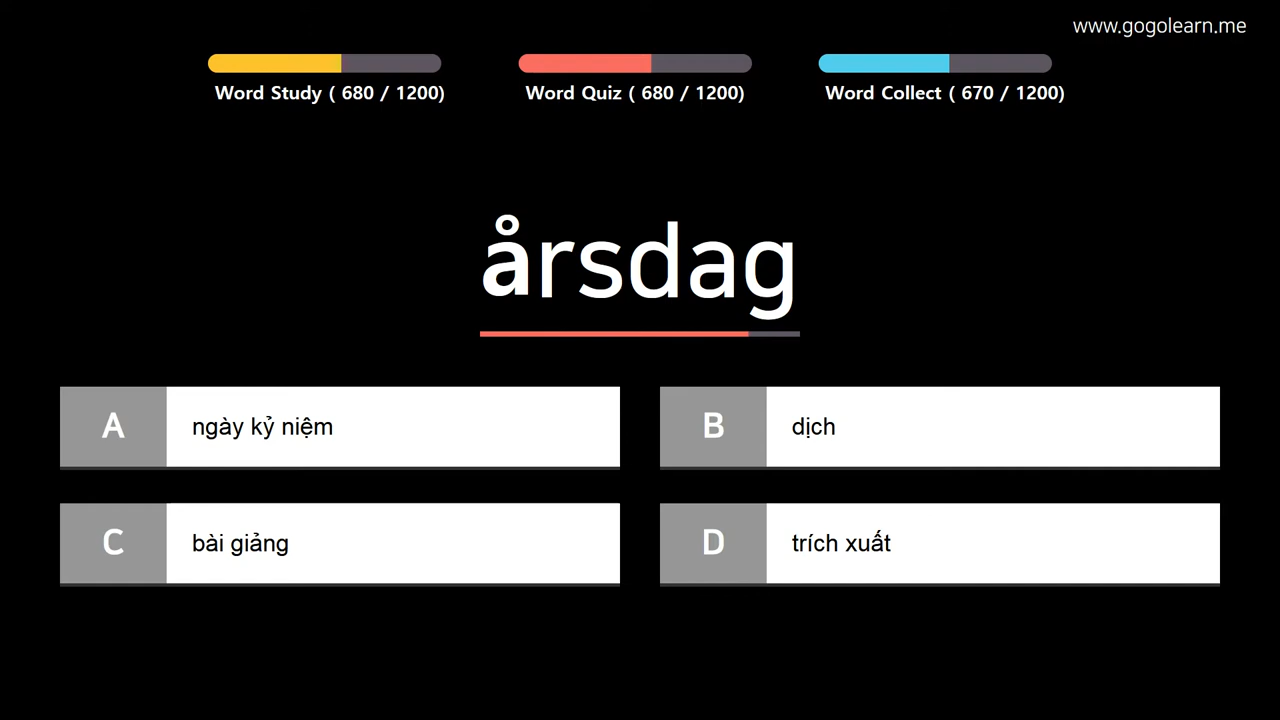 www.gogolearn.me
Word Study ( 680 / 1200)
Word Quiz ( 680 / 1200)
Word Collect ( 670 / 1200)
årsdag
A ngày kỷ niệm
B dịch
C bài giảng
D trích xuất